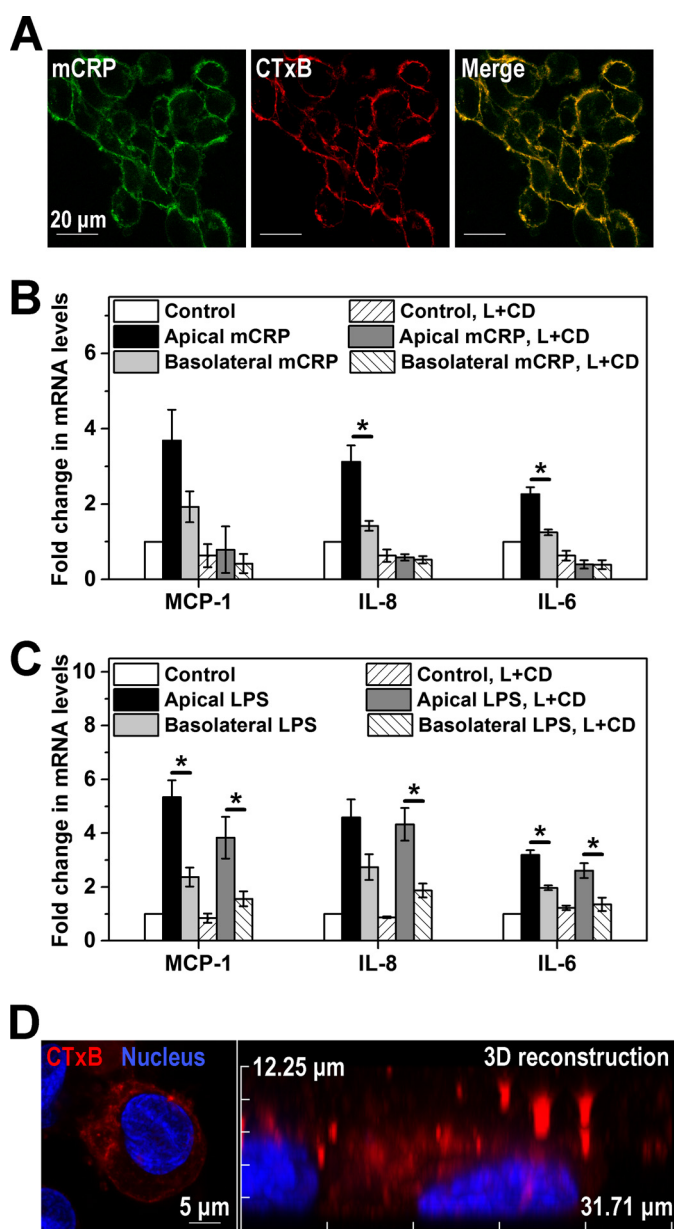 A
mCRP
CTxB
Merge
20 µm
B
Control
Control, L+CD
Apical mCRP
Apical mCRP, L+CD
Basolateral mCRP
Basolateral mCRP, L+CD
Fold change in mRNA levels
6
4
2
0
*
*
MCP-1
IL-8
IL-6
C
Control
Control, L+CD
Apical LPS
Apical LPS, L+CD
Basolateral LPS
Basolateral LPS, L+CD
Fold change in mRNA levels
10
8
6
4
2
0
*
*
*
*
*
MCP-1
IL-8
IL-6
D
CTxB
Nucleus
5 µm
12.25 µm
3D reconstruction
31.71 µm